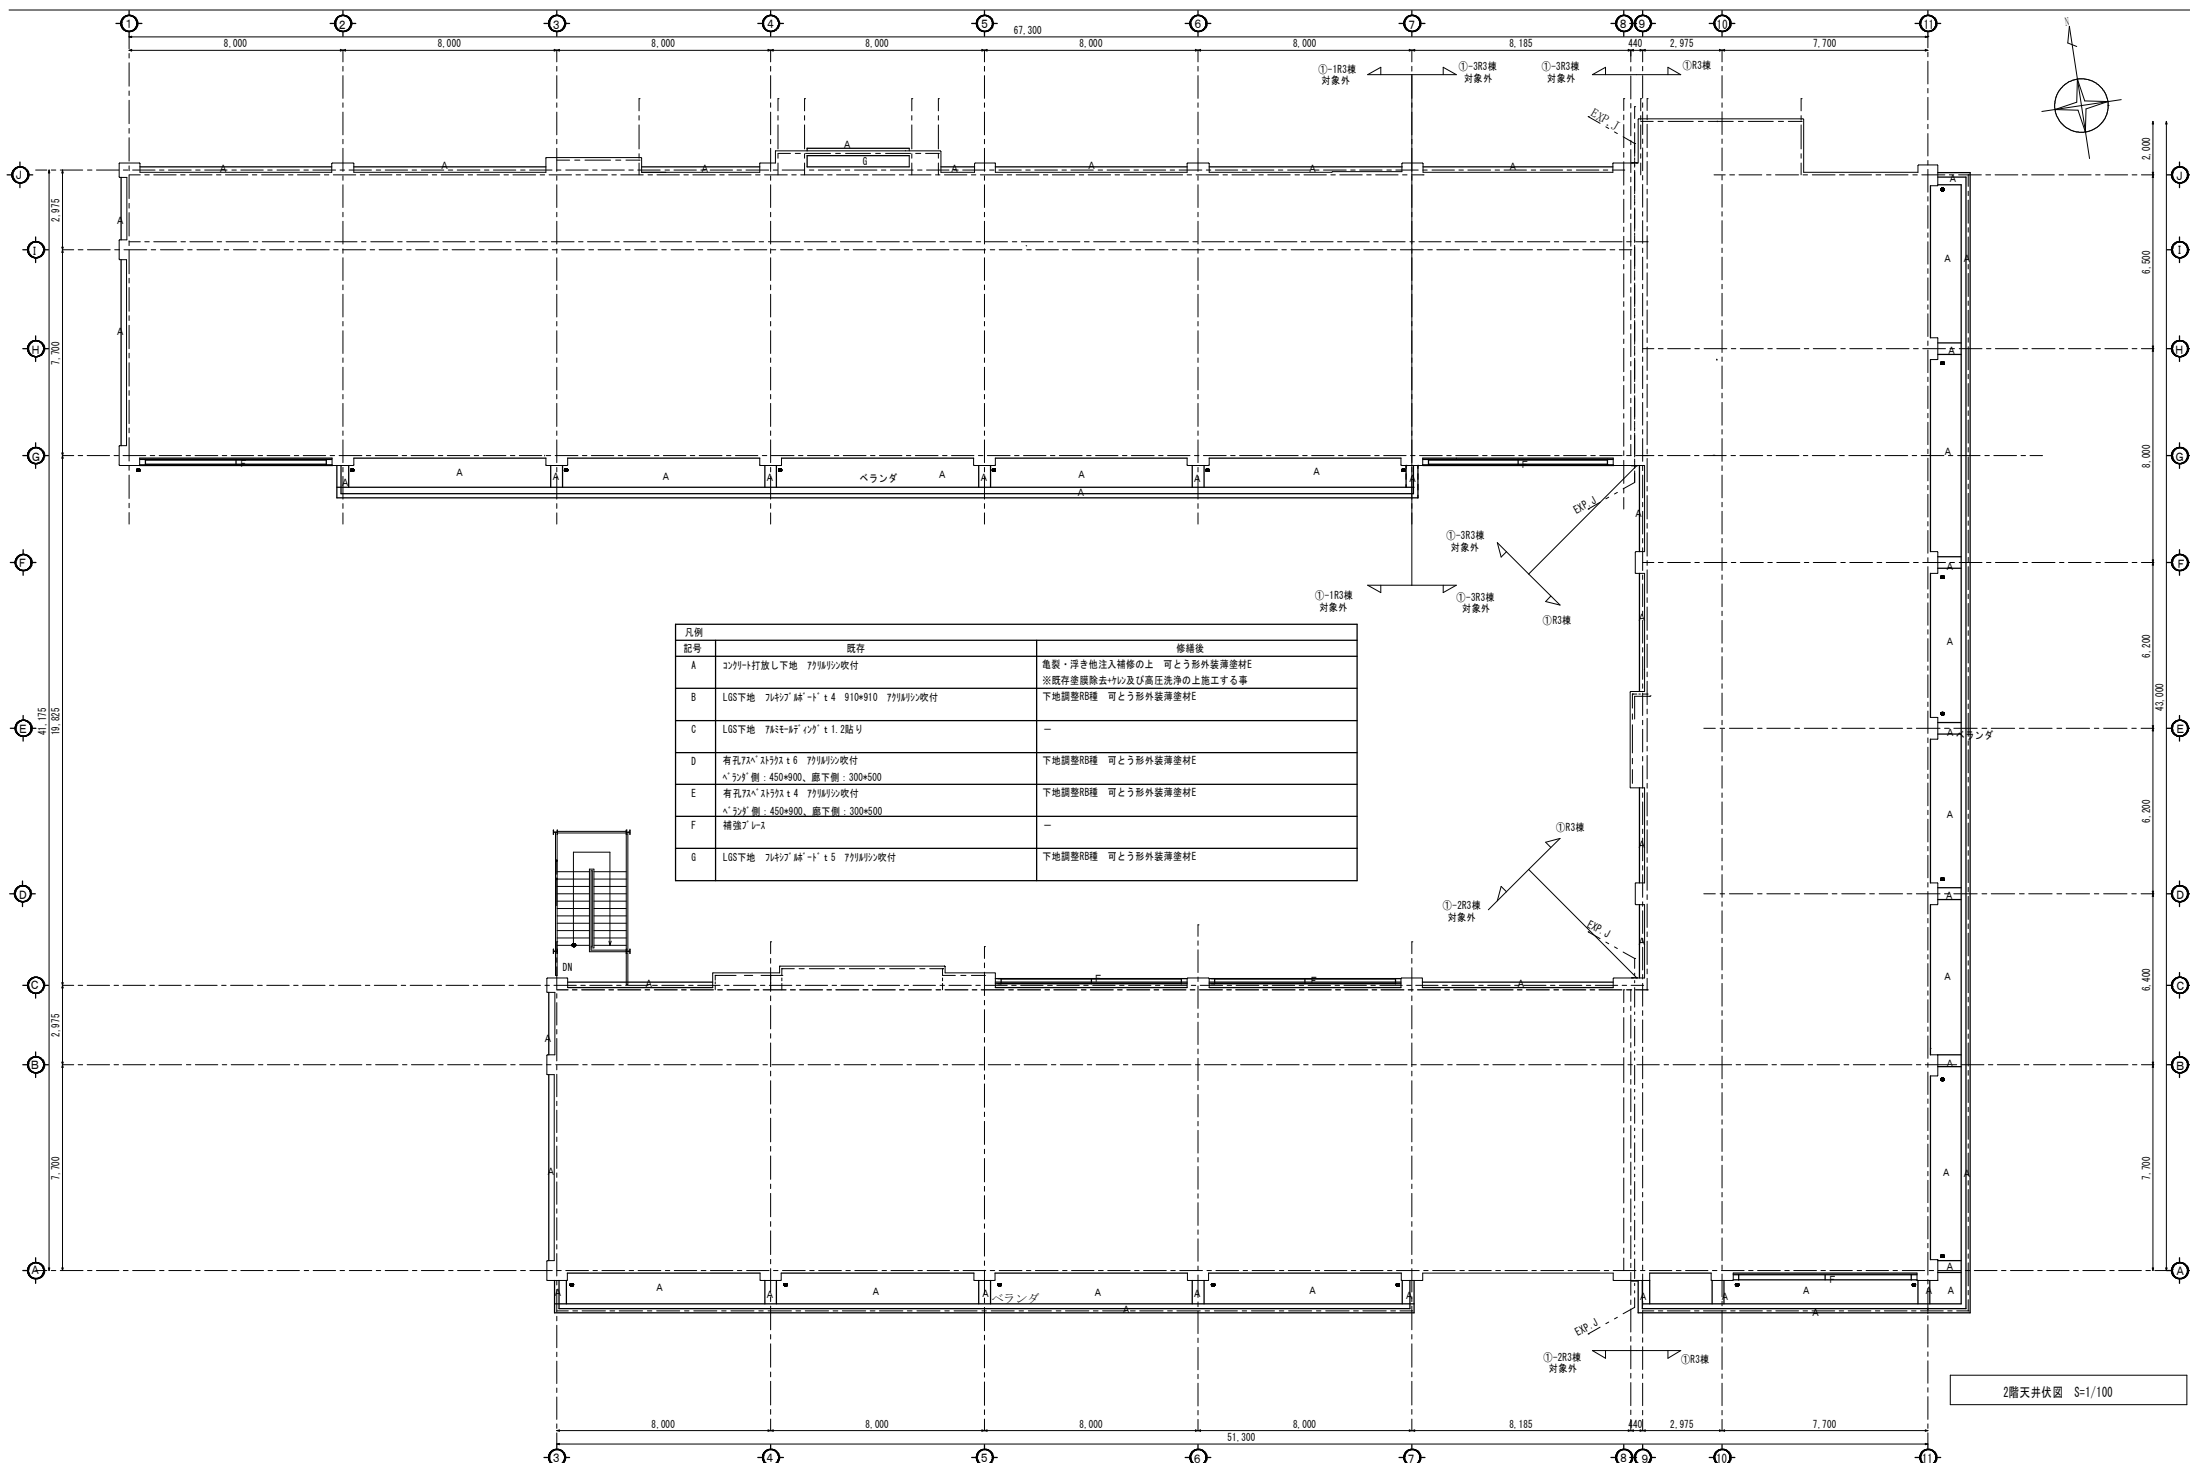 ① ② ③ ④ ⑤ ⑥ ⑦ ⑧ ⑨ ⑩ ⑪
67,300
8,000 8,000 8,000 8,000 8,000 8,000 8,185 440 2,975 7,700
N
①-1R3棟
対象外
①-3R3棟
対象外
①-3R3棟
対象外
①R3棟
EXP.J
A
G
A A A A A A A
J
2,975
A
I
A
H
7,700
G
F
A A A A A A A ベランダ A A A A A A A
A
F
EXP.J
A
2,000
J
A
I
6,500
A A
A
H
A
8,000
G
F
①-3R3棟
対象外
①R3棟
①-1R3棟
対象外
①-3R3棟
対象外
A
F
A
A
6,200
A
43,000
E
A ベランダ
41,175
19,825
E
凡例
記号 既存 修繕後
A コンクリート打放し下地 アクリルリシン吹付 亀裂・浮き他注入補修の上 可とう形外装薄塗材E
※既存塗膜除去+ケレン及び高圧洗浄の上施工する事
B LGS下地 フレキシブルボード t4 910*910 アクリルリシン吹付 下地調整RB種 可とう形外装薄塗材E
C LGS下地 アルミモールディング t1.2貼り －
D 有孔アスベストラックス t6 アクリルリシン吹付 下地調整RB種 可とう形外装薄塗材E
ベランダ側：450*900、廊下側：300*500
E 有孔アスベストラックス t4 アクリルリシン吹付 下地調整RB種 可とう形外装薄塗材E
ベランダ側：450*900、廊下側：300*500
F 補強ブレース －
G LGS下地 フレキシブルボード t5 アクリルリシン吹付 下地調整RB種 可とう形外装薄塗材E
A
6,200
①R3棟
A
D
①-2R3棟
対象外
A
D
EXP.J
A
DN
C
A F F A
A
6,400
C
2,975
A
B
A
B
7,700
A
A A
7,700
A
A
A A A A A A ベランダ A A A A
A
A A F A A A
A
A
A
EXP.J
①-2R3棟
対象外
①R3棟
2階天井伏図 S=1/100
8,000 8,000 8,000 8,000 8,185 440 2,975 7,700
51,300
③ ④ ⑤ ⑥ ⑦ ⑧ ⑨ ⑩ ⑪